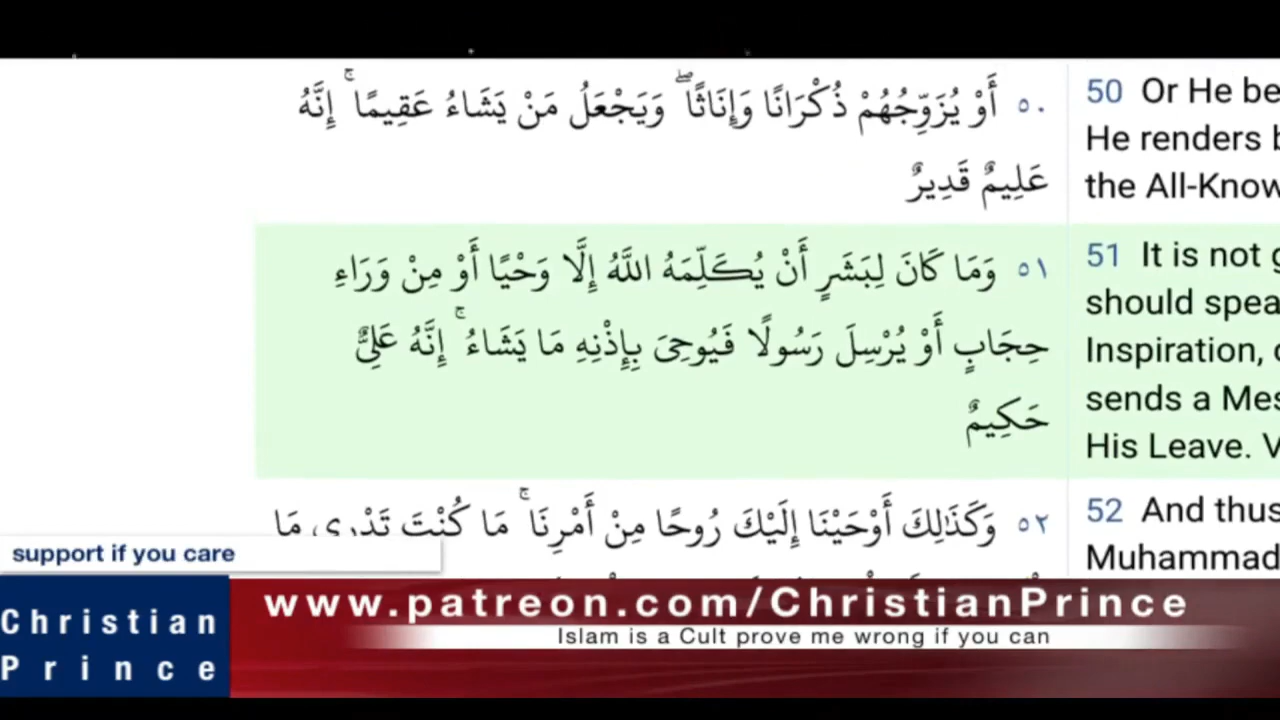 ٥٠ أَوْ يُزَوِّجُهُمْ ذُكْرَانًا وَإِنَاثًا ۖ وَيَجْعَلُ مَنْ يَشَاءُ عَقِيمًا ۚ إِنَّهُ
عَلِيمٌ قَدِيرٌ
50 Or He be
He renders
the All-Know
٥١ وَمَا كَانَ لِبَشَرٍ أَنْ يُكَلِّمَهُ اللَّهُ إِلَّا وَحْيًا أَوْ مِنْ وَرَاءِ
حِجَابٍ أَوْ يُرْسِلَ رَسُولًا فَيُوحِيَ بِإِذْنِهِ مَا يَشَاءُ ۚ إِنَّهُ عَلِيٌّ
حَكِيمٌ
51 It is not
should spea
Inspiration,
sends a Mes
His Leave. V
٥٢ وَكَذَٰلِكَ أَوْحَيْنَا إِلَيْكَ رُوحًا مِنْ أَمْرِنَا ۚ مَا كُنْتَ تَدْرِي مَا
52 And thus
Muhammad
support if you care
Christian
Prince
www.patreon.com/ChristianPrince
Islam is a Cult prove me wrong if you can